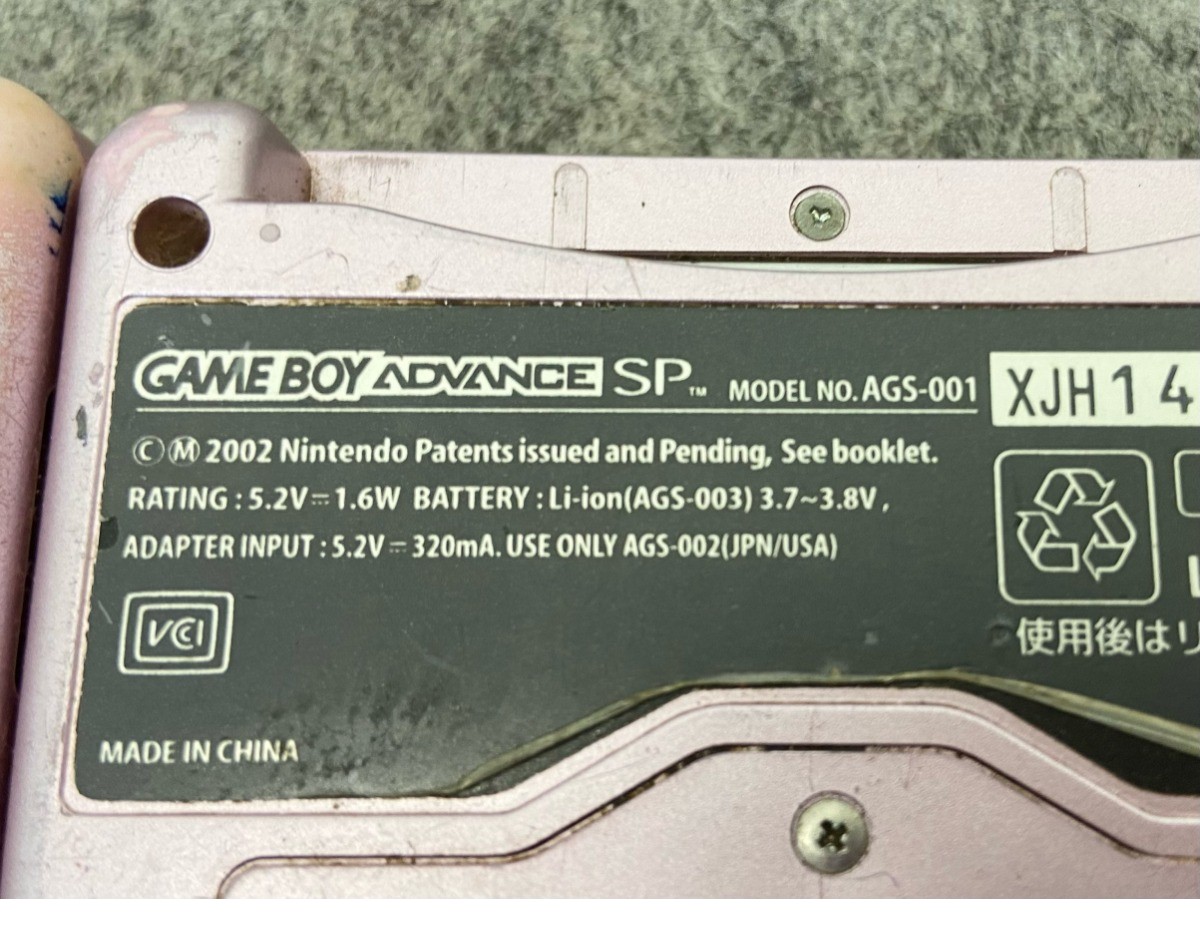 GAME BOY ADVANCE SP™ MODEL NO. AGS-001 XJH14
ⒸⓂ 2002 Nintendo Patents issued and Pending, See booklet.
RATING : 5.2V⎓1.6W BATTERY : Li-ion(AGS-003) 3.7~3.8V ,
ADAPTER INPUT : 5.2V⎓320mA. USE ONLY AGS-002(JPN/USA)
VCCI
使用後はリ
MADE IN CHINA